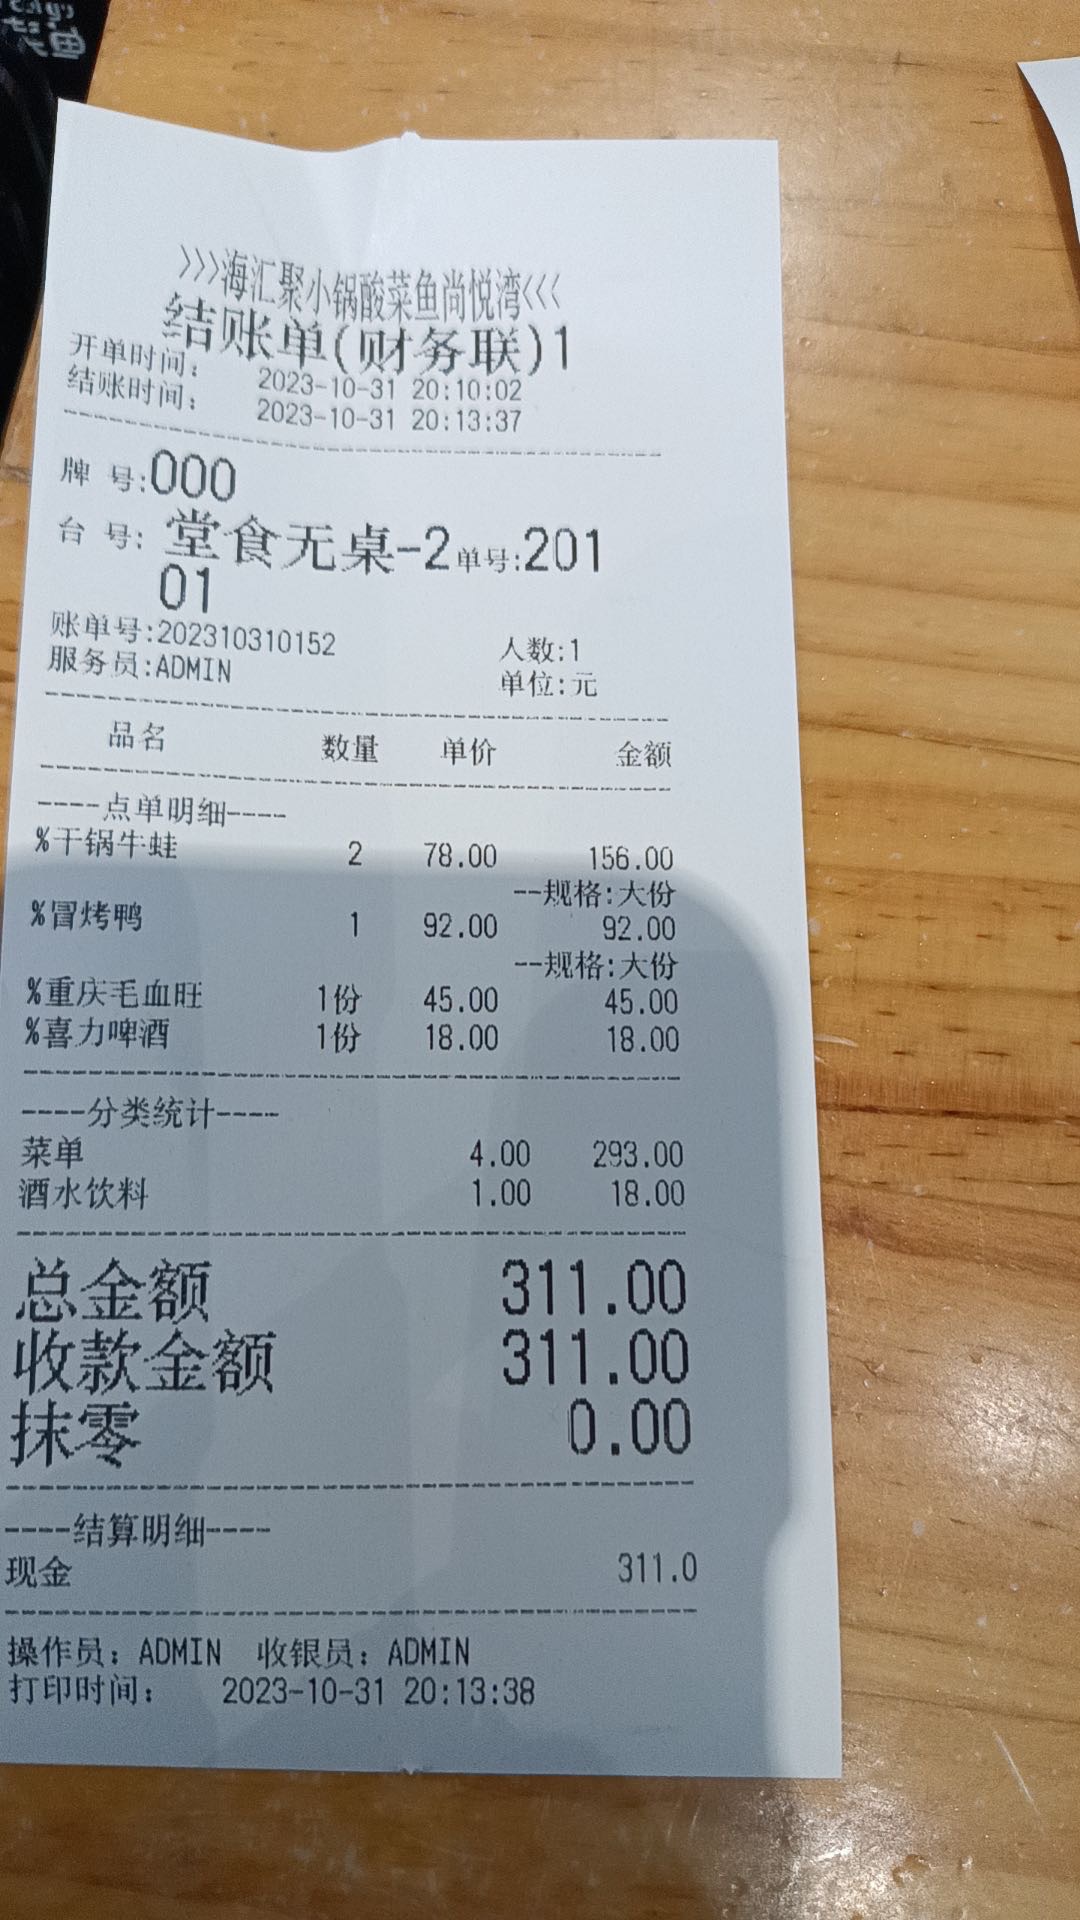 >>>海汇聚小锅酸菜鱼尚悦湾<<<
结账单(财务联)1
开单时间： 2023-10-31 20:10:02
结账时间： 2023-10-31 20:13:37
牌 号:000
台 号: 堂食无桌-2 单号:201
01
账单号:202310310152 人数:1
服务员:ADMIN 单位:元
品名 数量 单价 金额
----点单明细----
%干锅牛蛙 2 78.00 156.00
--规格:大份
%冒烤鸭 1 92.00 92.00
--规格:大份
%重庆毛血旺 1份 45.00 45.00
%喜力啤酒 1份 18.00 18.00
----分类统计----
菜单 4.00 293.00
酒水饮料 1.00 18.00
总金额 311.00
收款金额 311.00
抹零 0.00
----结算明细----
现金 311.0
操作员：ADMIN 收银员：ADMIN
打印时间： 2023-10-31 20:13:38